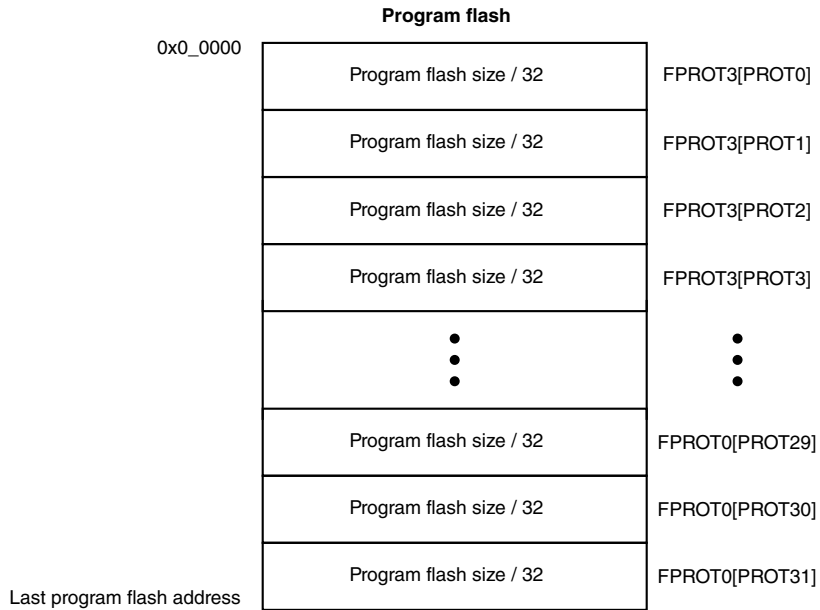 Program flash
0x0_0000
Program flash size / 32 FPROT3[PROT0]
Program flash size / 32 FPROT3[PROT1]
Program flash size / 32 FPROT3[PROT2]
Program flash size / 32 FPROT3[PROT3]
Program flash size / 32 FPROT0[PROT29]
Program flash size / 32 FPROT0[PROT30]
Program flash size / 32 FPROT0[PROT31]
Last program flash address